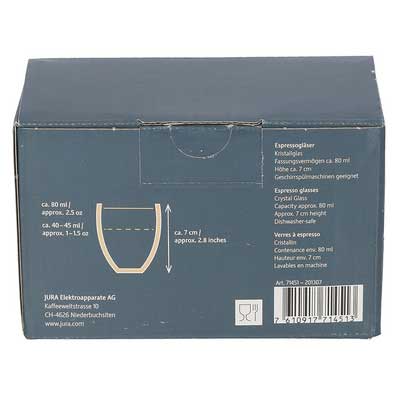 Espressogläser
Kristallglas
Fassungsvermögen ca. 80 ml
Höhe ca. 7 cm
Geschirrspülmaschinen geeignet
Espresso glasses
Crystal Glass
Capacity approx. 80 ml
Approx. 7 cm height
Dishwasher-safe
Verres à espresso
Cristallin
Contenance env. 80 ml
Hauteur env. 7 cm
Lavables en machine
ca. 80 ml /
approx. 2.5 oz
ca. 40–45 ml /
approx. 1–1.5 oz
ca. 7 cm /
approx. 2.8 inches
JURA Elektroapparate AG
Kaffeeweltstrasse 10
CH-4626 Niederbuchsiten
www.jura.com
Art. 71451 – 201307
7 610917 714513